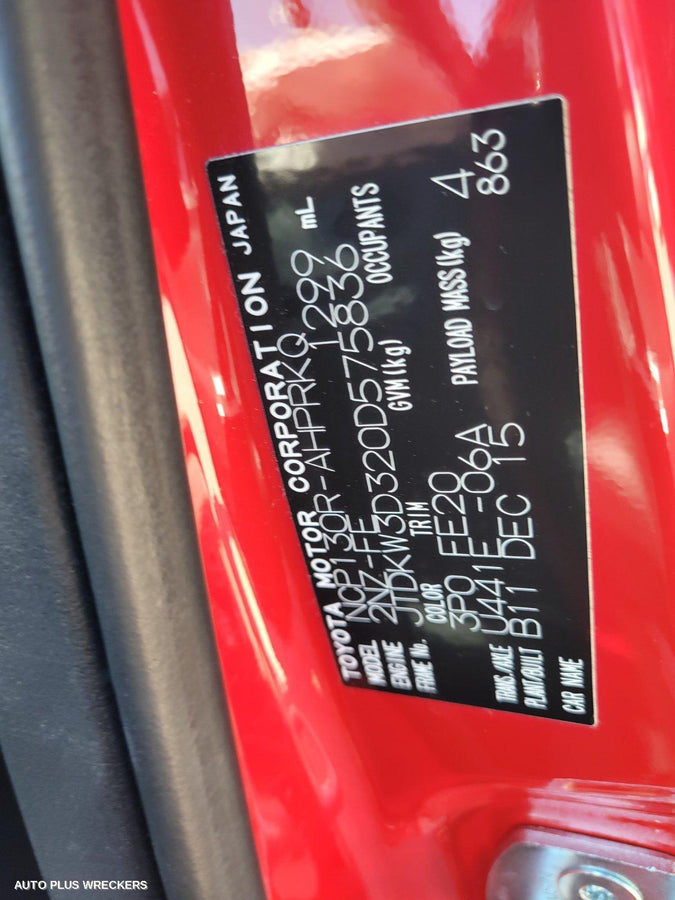 TOYOTA MOTOR CORPORATION JAPAN
MODEL NCP130R-AHPRKQ
ENGINE 2NZ-FE 1299 mL
FRAME No. JTDKW3D320D575836
COLOR TRIM GVM(kg) OCCUPANTS
3P0 FE20 4
TRANS./AXLE U441E -06A PAYLOAD MASS(kg) 863
PLANT/BUILT B11 DEC 15
CAR NAME
AUTO PLUS WRECKERS